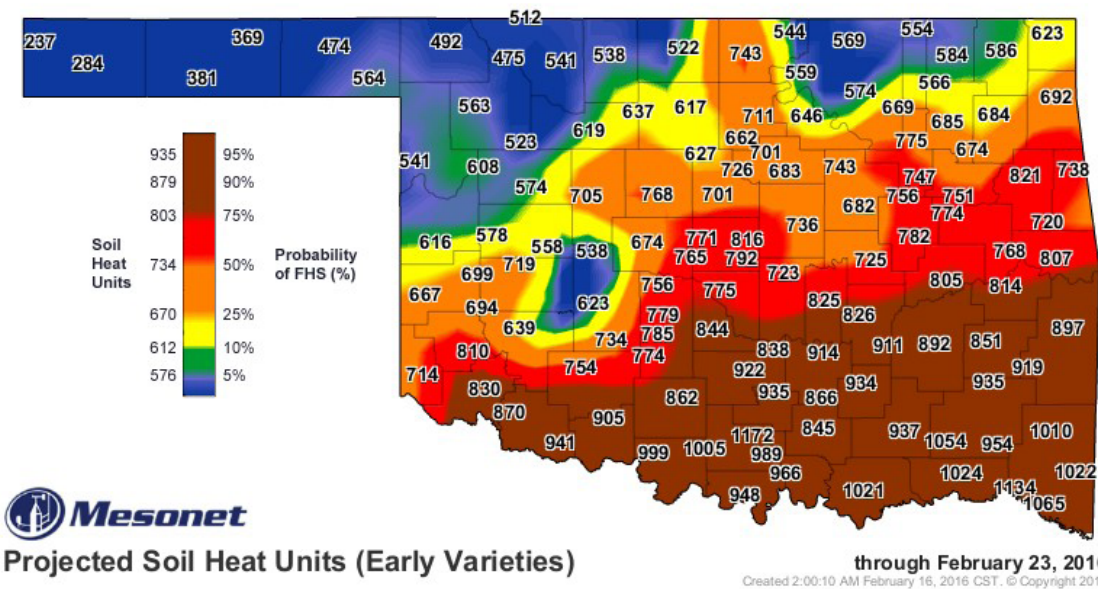 512
237 369 474 492 475 541 538 522 743 544 569 554 584 586 623
284 381 564 559 574 566
563 637 617 711 646 669 685 684 692
523 619 662 775 674
541 608 627 701 726 683 743 747 821 738
574 705 768 701 682 756 751 774
616 578 558 538 674 771 816 736 782 720
699 719 765 792 723 725 768 807
667 694 623 756 775 825 805 814
639 734 779 785 844 826 897
810 774 838 914 911 892 851
714 754 922 919
830 862 935 866 934 935
870 905 845
941 999 1005 1172 989 937 1054 954 1010
966 1024 1022
948 1021 1134
1065
935 95%
879 90%
803 75%
Soil
Heat
Units
734 50%
Probability
of FHS (%)
670 25%
612 10%
576 5%
Mesonet
Projected Soil Heat Units (Early Varieties)
through February 23, 201
Created 2:00:10 AM February 16, 2016 CST. © Copyright 201